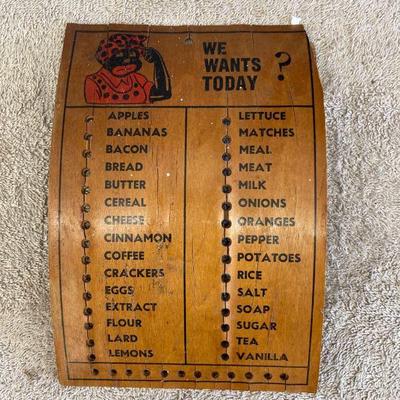 WE
WANTS
TODAY ?
APPLES
BANANAS
BACON
BREAD
BUTTER
CEREAL
CHEESE
CINNAMON
COFFEE
CRACKERS
EGGS
EXTRACT
FLOUR
LARD
LEMONS
LETTUCE
MATCHES
MEAL
MEAT
MILK
ONIONS
ORANGES
PEPPER
POTATOES
RICE
SALT
SOAP
SUGAR
TEA
VANILLA